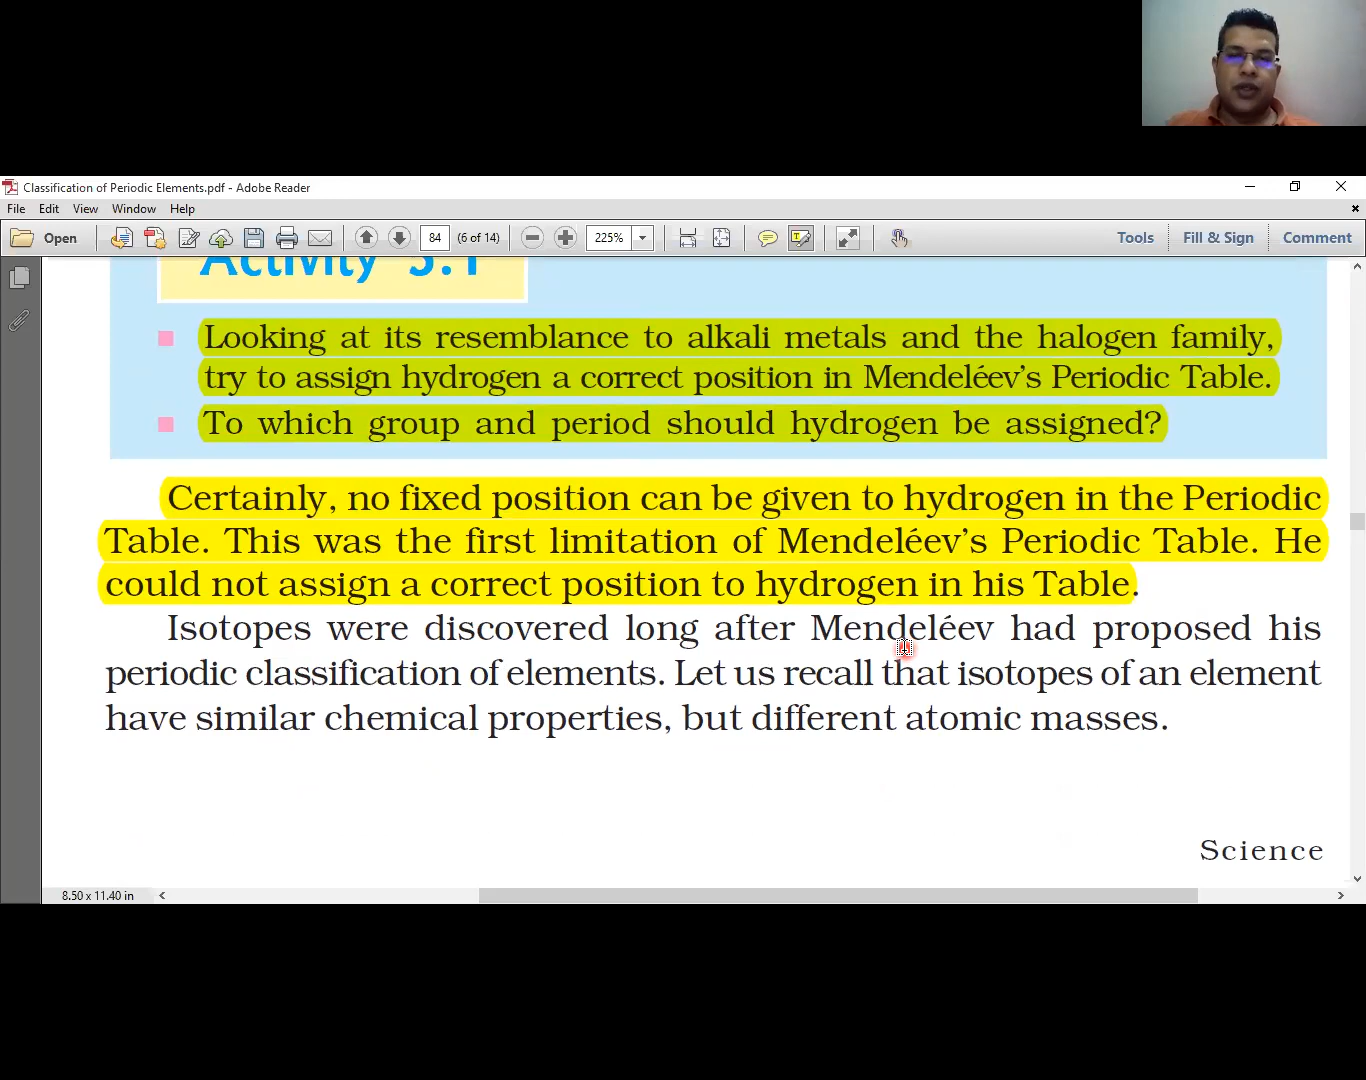 Classification of Periodic Elements.pdf - Adobe Reader
File Edit View Window Help
Open 84 (6 of 14) 225% Tools Fill & Sign Comment
Activity 5.1
Looking at its resemblance to alkali metals and the halogen family,
try to assign hydrogen a correct position in Mendeléev's Periodic Table.
To which group and period should hydrogen be assigned?
Certainly, no fixed position can be given to hydrogen in the Periodic
Table. This was the first limitation of Mendeléev's Periodic Table. He
could not assign a correct position to hydrogen in his Table.
Isotopes were discovered long after Mendeléev had proposed his
periodic classification of elements. Let us recall that isotopes of an element
have similar chemical properties, but different atomic masses.
Science
8.50 x 11.40 in